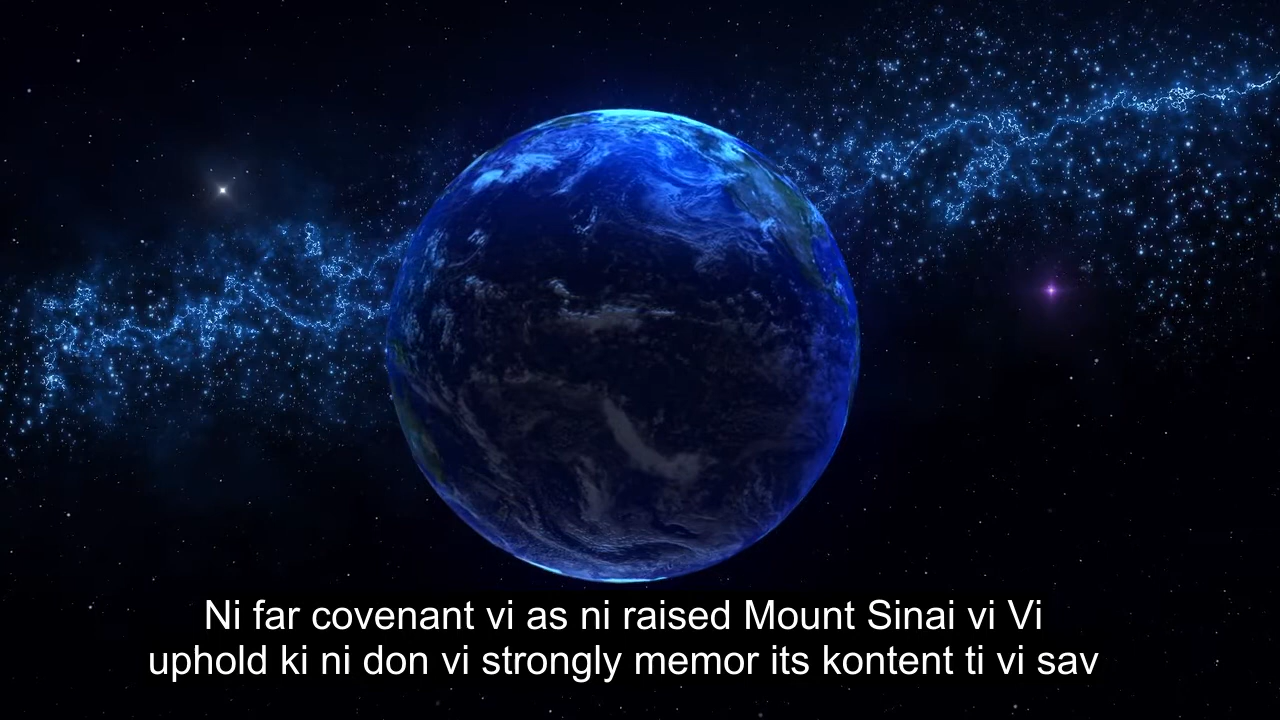 Ni far covenant vi as ni raised Mount Sinai vi Vi
uphold ki ni don vi strongly memor its kontent ti vi sav